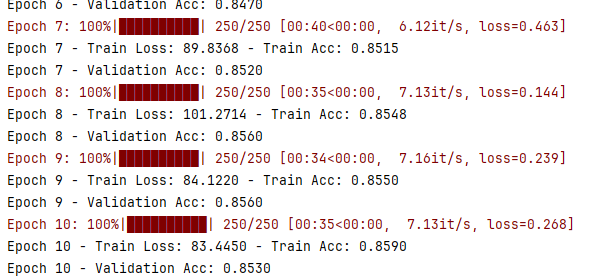 Epoch 6 - Validation Acc: 0.8470
Epoch 7: 100%|██████████| 250/250 [00:40<00:00,  6.12it/s, loss=0.463]
Epoch 7 - Train Loss: 89.8368 - Train Acc: 0.8515
Epoch 7 - Validation Acc: 0.8520
Epoch 8: 100%|██████████| 250/250 [00:35<00:00,  7.13it/s, loss=0.144]
Epoch 8 - Train Loss: 101.2714 - Train Acc: 0.8548
Epoch 8 - Validation Acc: 0.8560
Epoch 9: 100%|██████████| 250/250 [00:34<00:00,  7.16it/s, loss=0.239]
Epoch 9 - Train Loss: 84.1220 - Train Acc: 0.8550
Epoch 9 - Validation Acc: 0.8560
Epoch 10: 100%|██████████| 250/250 [00:35<00:00,  7.13it/s, loss=0.268]
Epoch 10 - Train Loss: 83.4450 - Train Acc: 0.8590
Epoch 10 - Validation Acc: 0.8530